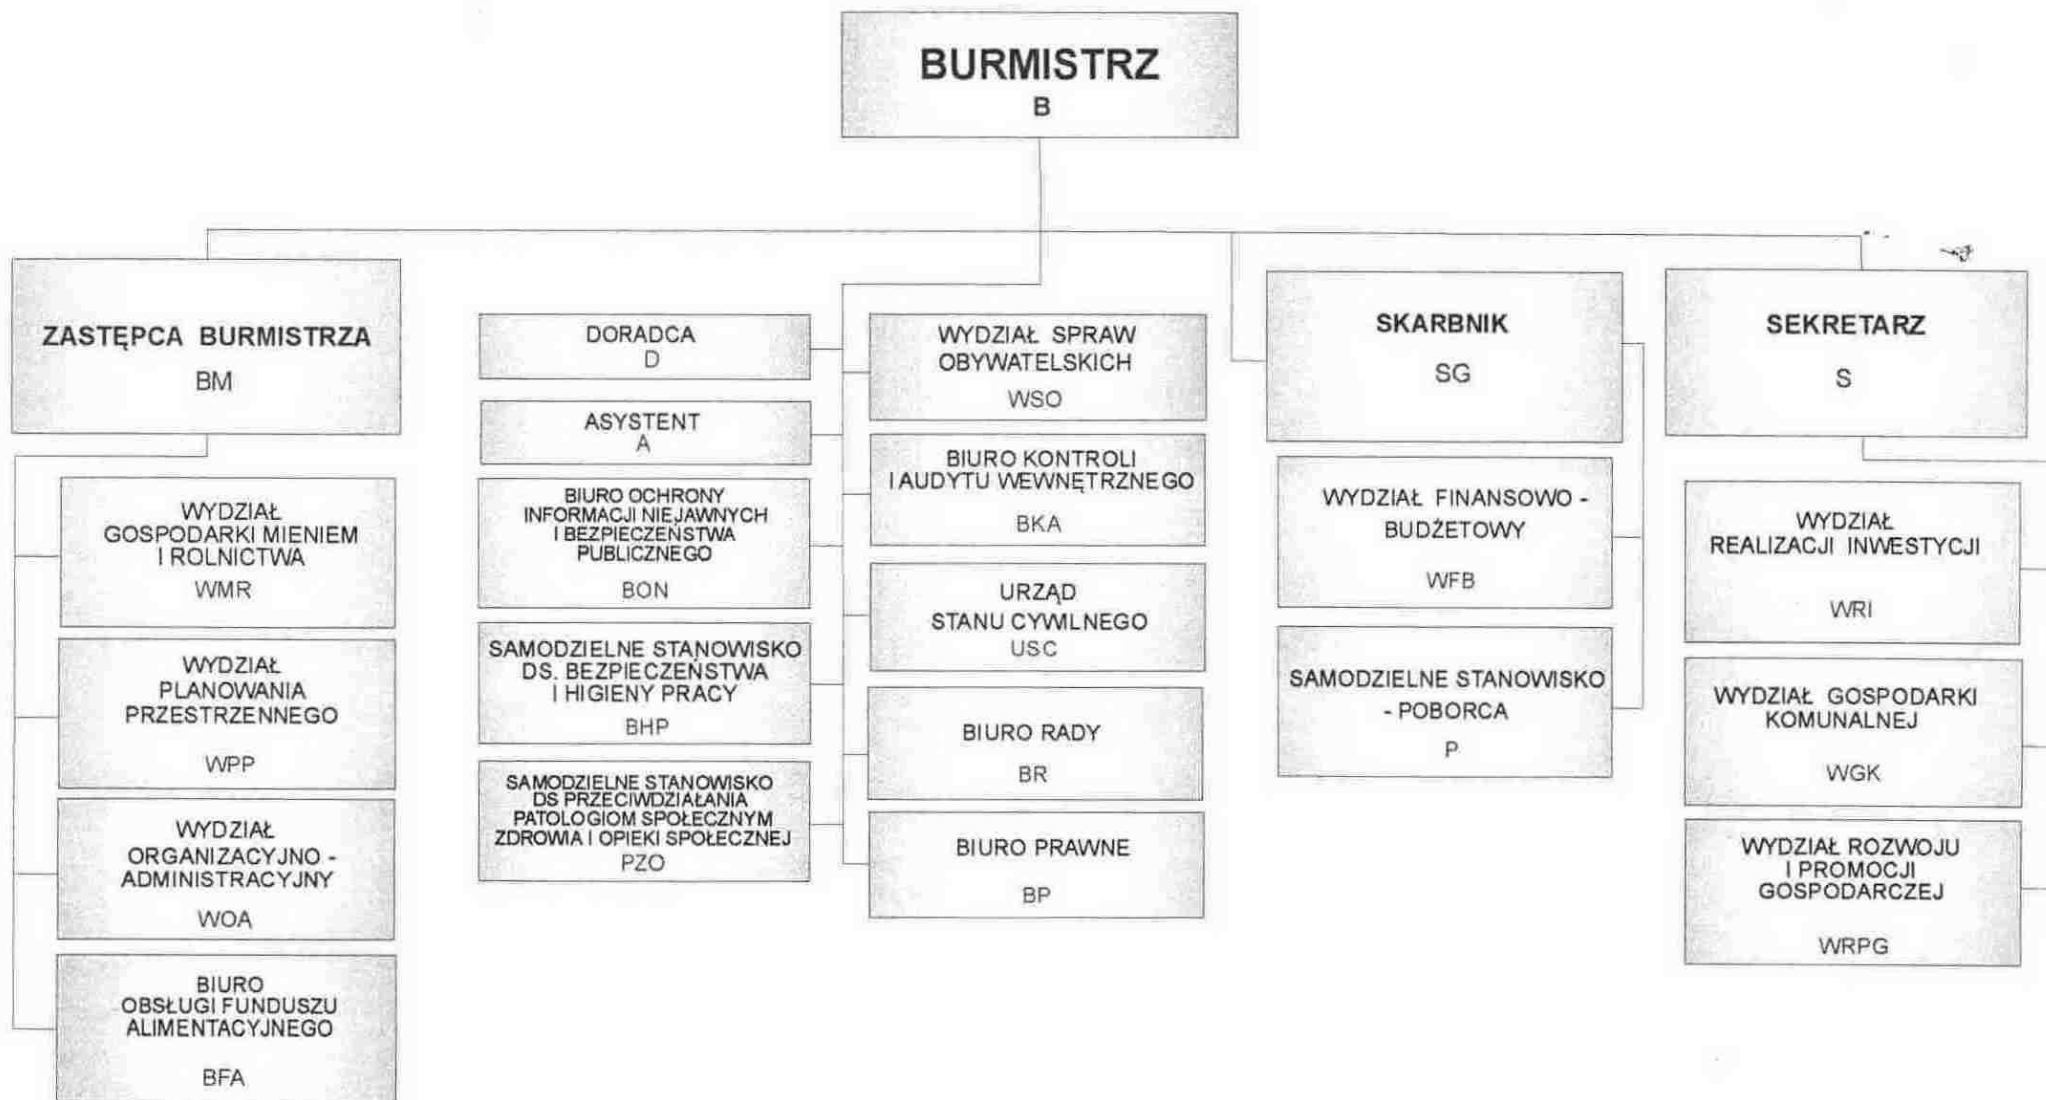 BURMISTRZ
B
ZASTĘPCA BURMISTRZA
BM
WYDZIAŁ
GOSPODARKI MIENIEM
I ROLNICTWA
WMR
WYDZIAŁ
PLANOWANIA
PRZESTRZENNEGO
WPP
WYDZIAŁ
ORGANIZACYJNO -
ADMINISTRACYJNY
WOA
BIURO
OBSŁUGI FUNDUSZU
ALIMENTACYJNEGO
BFA
DORADCA
D
ASYSTENT
A
BIURO OCHRONY
INFORMACJI NIEJAWNYCH
I BEZPIECZEŃSTWA
PUBLICZNEGO
BON
SAMODZIELNE STANOWISKO
DS. BEZPIECZEŃSTWA
I HIGIENY PRACY
BHP
SAMODZIELNE STANOWISKO
DS PRZECIWDZIAŁANIA
PATOLOGIOM SPOŁECZNYM
ZDROWIA I OPIEKI SPOŁECZNEJ
PZO
WYDZIAŁ SPRAW
OBYWATELSKICH
WSO
BIURO KONTROLI
I AUDYTU WEWNĘTRZNEGO
BKA
URZĄD
STANU CYWILNEGO
USC
BIURO RADY
BR
BIURO PRAWNE
BP
SKARBNIK
SG
WYDZIAŁ FINANSOWO -
BUDŻETOWY
WFB
SAMODZIELNE STANOWISKO
- POBORCA
P
SEKRETARZ
S
WYDZIAŁ
REALIZACJI INWESTYCJI
WRI
WYDZIAŁ GOSPODARKI
KOMUNALNEJ
WGK
WYDZIAŁ ROZWOJU
I PROMOCJI
GOSPODARCZEJ
WRPG